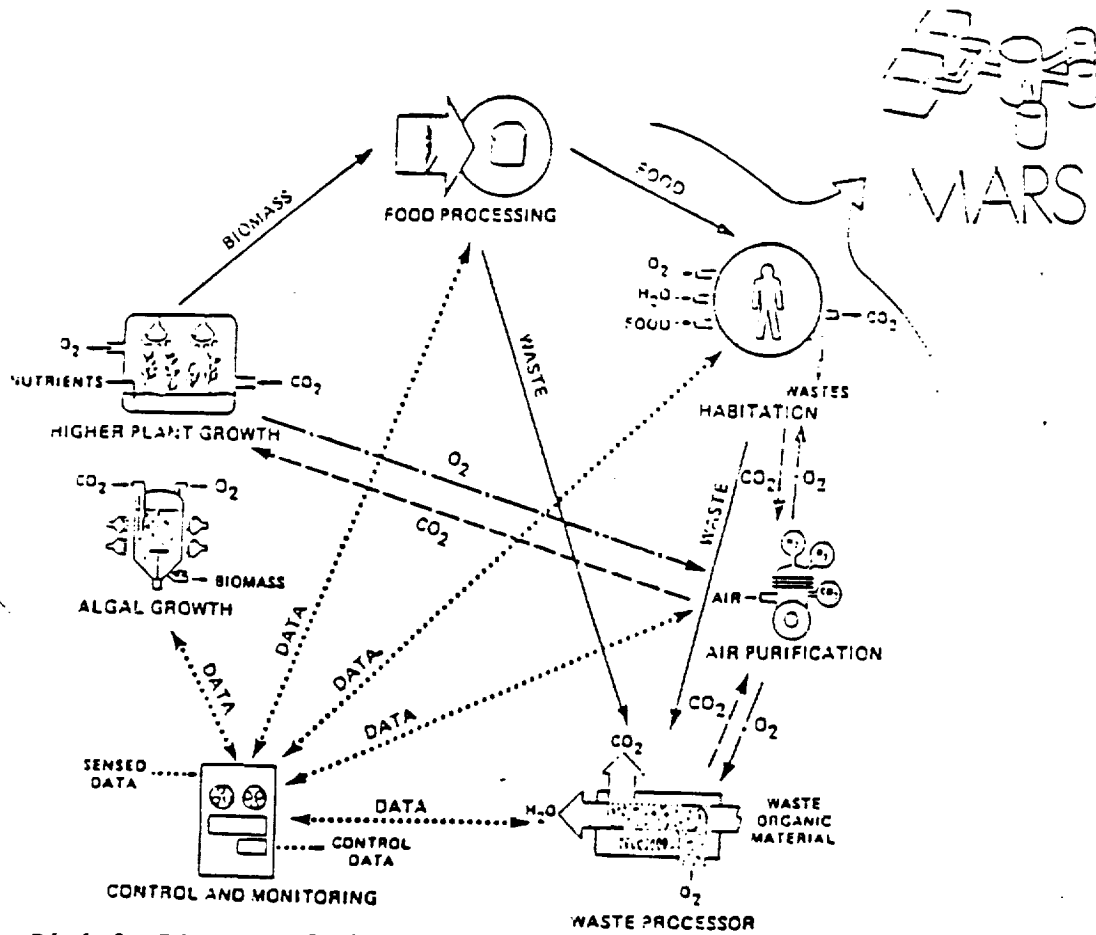 MARS
FOOD PROCESSING
BIOMASS
FOOD
O2
H2O
FOOD
CO2
WASTES
HABITATION
O2
NUTRIENTS
CO2
HIGHER PLANT GROWTH
WASTE
O2
CO2
CO2
O2
WASTE
CO2
O2
BIOMASS
ALGAL GROWTH
AIR
CO2
AIR PURIFICATION
DATA
DATA
DATA
DATA
CO2
O2
SENSED
DATA
DATA
CONTROL
DATA
CONTROL AND MONITORING
CO2
H2O
WASTE
ORGANIC
MATERIAL
O2
WASTE PROCESSOR